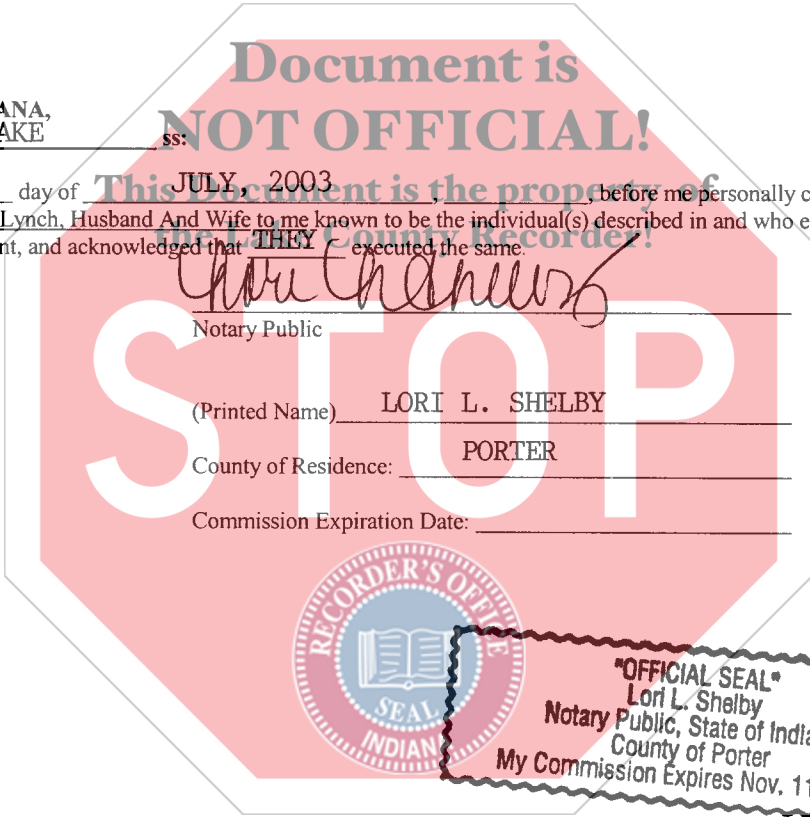 Document is
NOT OFFICIAL!
This Document is the property of
the Lake County Recorder!
STOP
ANA,
AKE ss:
day of JULY, 2003, , before me personally c
Lynch, Husband And Wife to me known to be the individual(s) described in and who e
nt, and acknowledged that THEY executed the same.
Notary Public
(Printed Name) LORI L. SHELBY
County of Residence: PORTER
Commission Expiration Date:
RECORDER'S OFFICE
SEAL
INDIANA
"OFFICIAL SEAL"
Lori L. Shelby
Notary Public, State of India
County of Porter
My Commission Expires Nov. 11